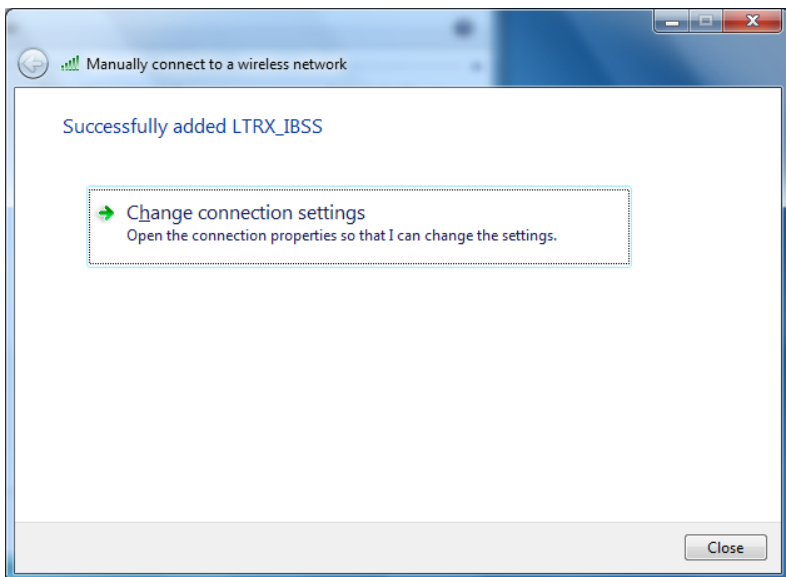 Manually connect to a wireless network
Successfully added LTRX_IBSS
Change connection settings
Open the connection properties so that I can change the settings.
Close